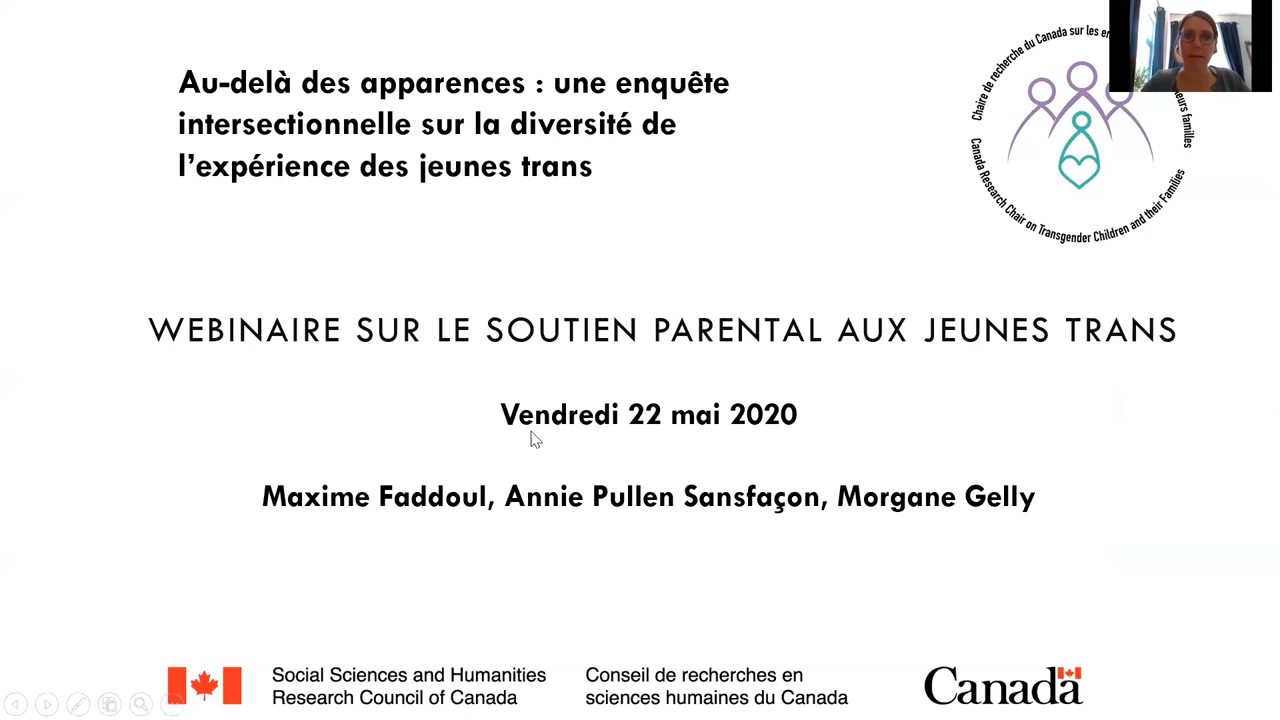 Au-delà des apparences : une enquête
intersectionnelle sur la diversité de
l’expérience des jeunes trans
Chaire de recherche du Canada sur les
leurs familles
Canada Research Chair on Transgender Children and their Families
WEBINAIRE SUR LE SOUTIEN PARENTAL AUX JEUNES TRANS
Vendredi 22 mai 2020
Maxime Faddoul, Annie Pullen Sansfaçon, Morgane Gelly
Social Sciences and Humanities
Research Council of Canada
Conseil de recherches en
sciences humaines du Canada
Canada